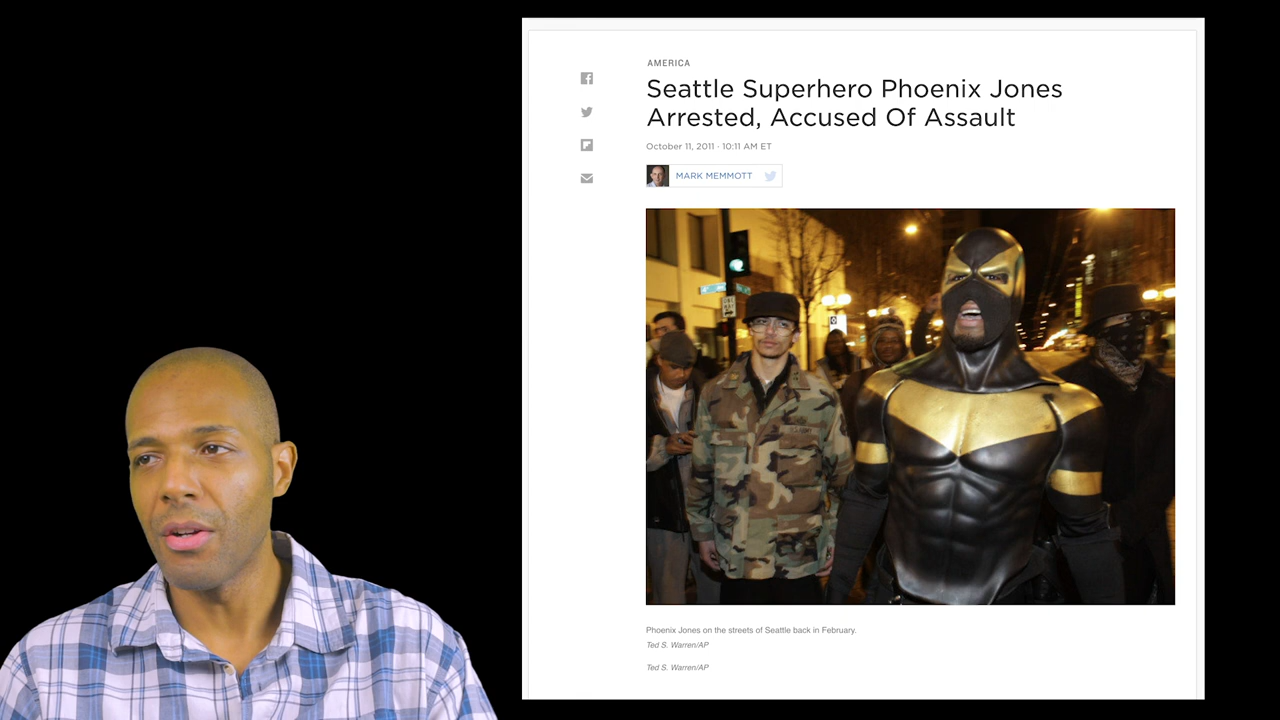 AMERICA
Seattle Superhero Phoenix Jones
Arrested, Accused Of Assault
October 11, 2011 · 10:11 AM ET
MARK MEMMOTT
Phoenix Jones on the streets of Seattle back in February.
Ted S. Warren/AP
Ted S. Warren/AP